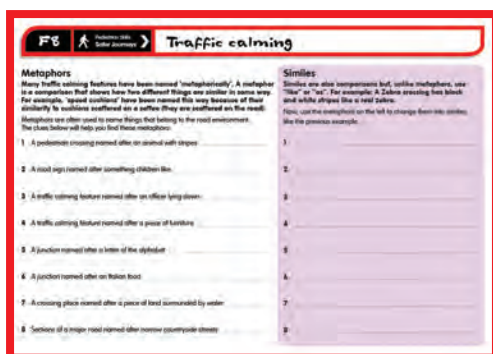 F8 Pedestrian Skills Safer Journeys Traffic calming
Metaphors
Many traffic calming features have been named 'metaphorically'. A metaphor
is a comparison that shows how two different things are similar in some way.
For example, 'speed cushions' have been named this way because of their
similarity to cushions scattered on a settee (they are scattered on the road).
Metaphors are often used to name things that belong to the road environment.
The clues below will help you find these metaphors:
1 A pedestrian crossing named after an animal with stripes
2 A road sign named after something children like
3 A traffic calming feature named after an officer lying down
4 A traffic calming feature named after a piece of furniture
5 A junction named after a letter of the alphabet
6 A junction named after an Italian food
7 A crossing place named after a piece of land surrounded by water
8 Sections of a major road named after narrow countryside streets
Similes
Similes are also comparisons but, unlike metaphors, use
"like" or "as". For example: A Zebra crossing has black
and white stripes like a real zebra.
Now, use the metaphors on the left to change them into similes
like the previous example.
1
2
3
4
5
6
7
8